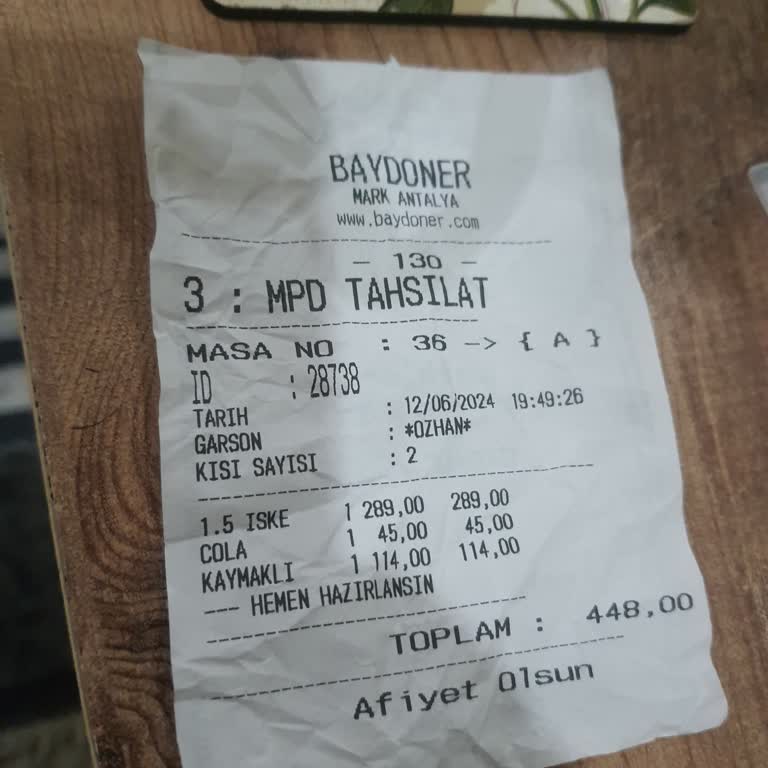 BAYDONER
MARK ANTALYA
www.baydoner.com
- 130 -
3 : MPD TAHSILAT
MASA NO : 36 -> { A }
ID : 28738
TARIH : 12/06/2024 19:49:26
GARSON : *OZHAN*
KISI SAYISI : 2
1.5 ISKE 1 289,00 289,00
COLA 1 45,00 45,00
KAYMAKLI 1 114,00 114,00
--- HEMEN HAZIRLANSIN
TOPLAM : 448,00
Afiyet Olsun